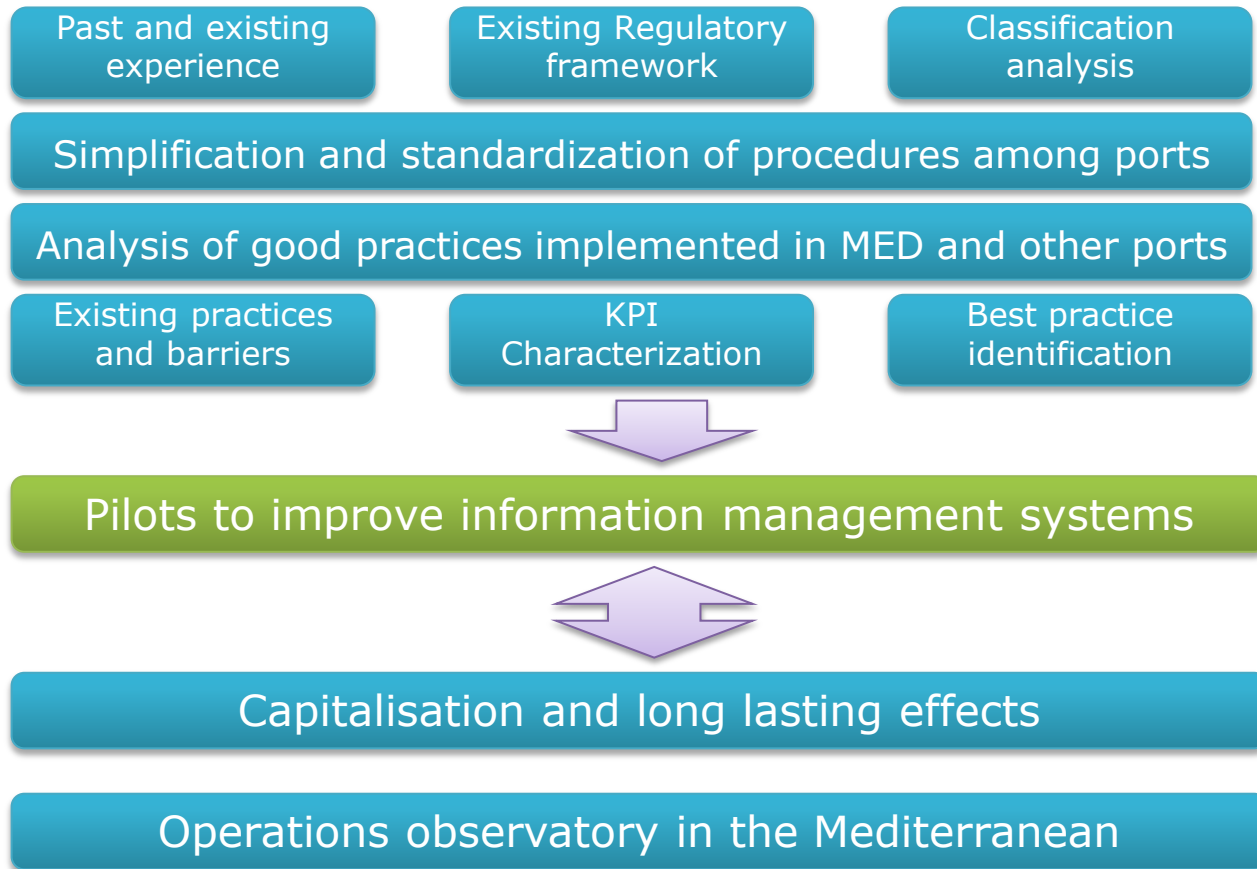 Past and existing
experience
Existing Regulatory
framework
Classification
analysis
Simplification and standardization of procedures among ports
Analysis of good practices implemented in MED and other ports
Existing practices
and barriers
KPI
Characterization
Best practice
identification
Pilots to improve information management systems
Capitalisation and long lasting effects
Operations observatory in the Mediterranean